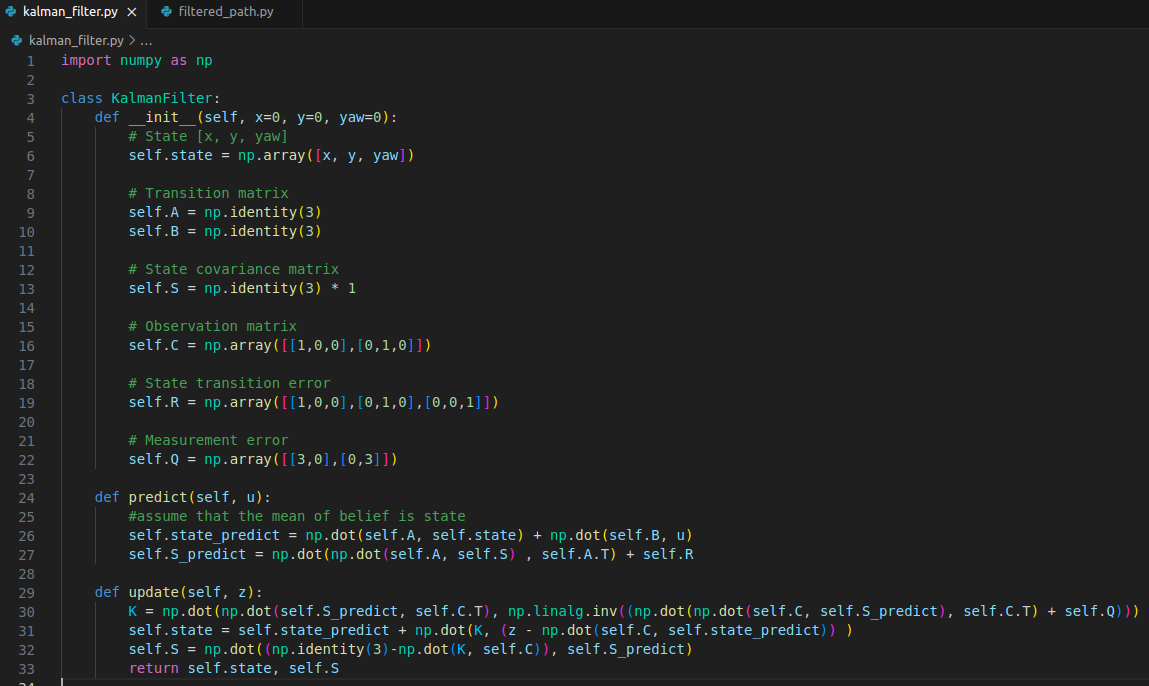 kalman_filter.py × filtered_path.py
kalman_filter.py > ...
1 import numpy as np
2
3 class KalmanFilter:
4     def __init__(self, x=0, y=0, yaw=0):
5         # State [x, y, yaw]
6         self.state = np.array([x, y, yaw])
7
8         # Transition matrix
9         self.A = np.identity(3)
10         self.B = np.identity(3)
11
12         # State covariance matrix
13         self.S = np.identity(3) * 1
14
15         # Observation matrix
16         self.C = np.array([[1,0,0],[0,1,0]])
17
18         # State transition error
19         self.R = np.array([[1,0,0],[0,1,0],[0,0,1]])
20
21         # Measurement error
22         self.Q = np.array([[3,0],[0,3]])
23
24     def predict(self, u):
25         #assume that the mean of belief is state
26         self.state_predict = np.dot(self.A, self.state) + np.dot(self.B, u)
27         self.S_predict = np.dot(np.dot(self.A, self.S) , self.A.T) + self.R
28
29     def update(self, z):
30         K = np.dot(np.dot(self.S_predict, self.C.T), np.linalg.inv((np.dot(np.dot(self.C, self.S_predict), self.C.T) + self.Q)))
31         self.state = self.state_predict + np.dot(K, (z - np.dot(self.C, self.state_predict)) )
32         self.S = np.dot((np.identity(3)-np.dot(K, self.C)), self.S_predict)
33         return self.state, self.S
34